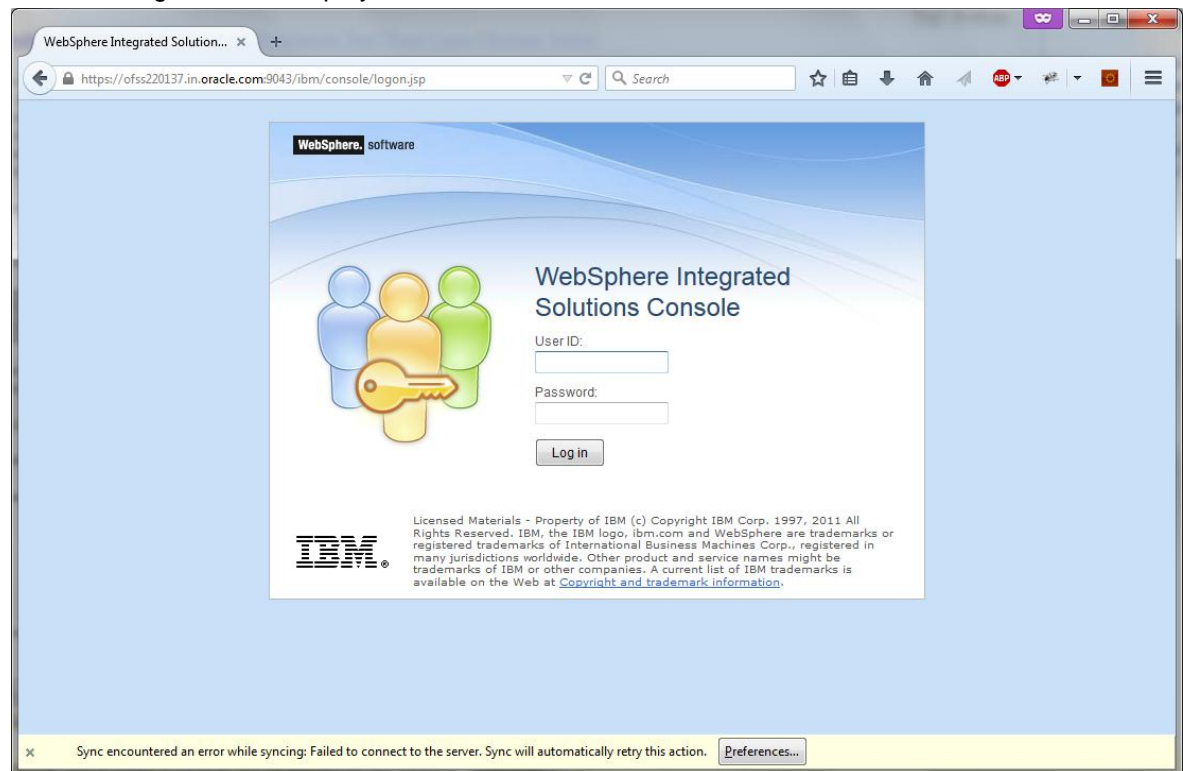 WebSphere Integrated Solution... × +
https://ofss220137.in.oracle.com:9043/ibm/console/logon.jsp
Search
ABP
WebSphere. software
WebSphere Integrated
Solutions Console
User ID:
Password:
Log in
IBM®
Licensed Materials - Property of IBM (c) Copyright IBM Corp. 1997, 2011 All
Rights Reserved. IBM, the IBM logo, ibm.com and WebSphere are trademarks or
registered trademarks of International Business Machines Corp., registered in
many jurisdictions worldwide. Other product and service names might be
trademarks of IBM or other companies. A current list of IBM trademarks is
available on the Web at Copyright and trademark information.
× Sync encountered an error while syncing: Failed to connect to the server. Sync will automatically retry this action. Preferences...